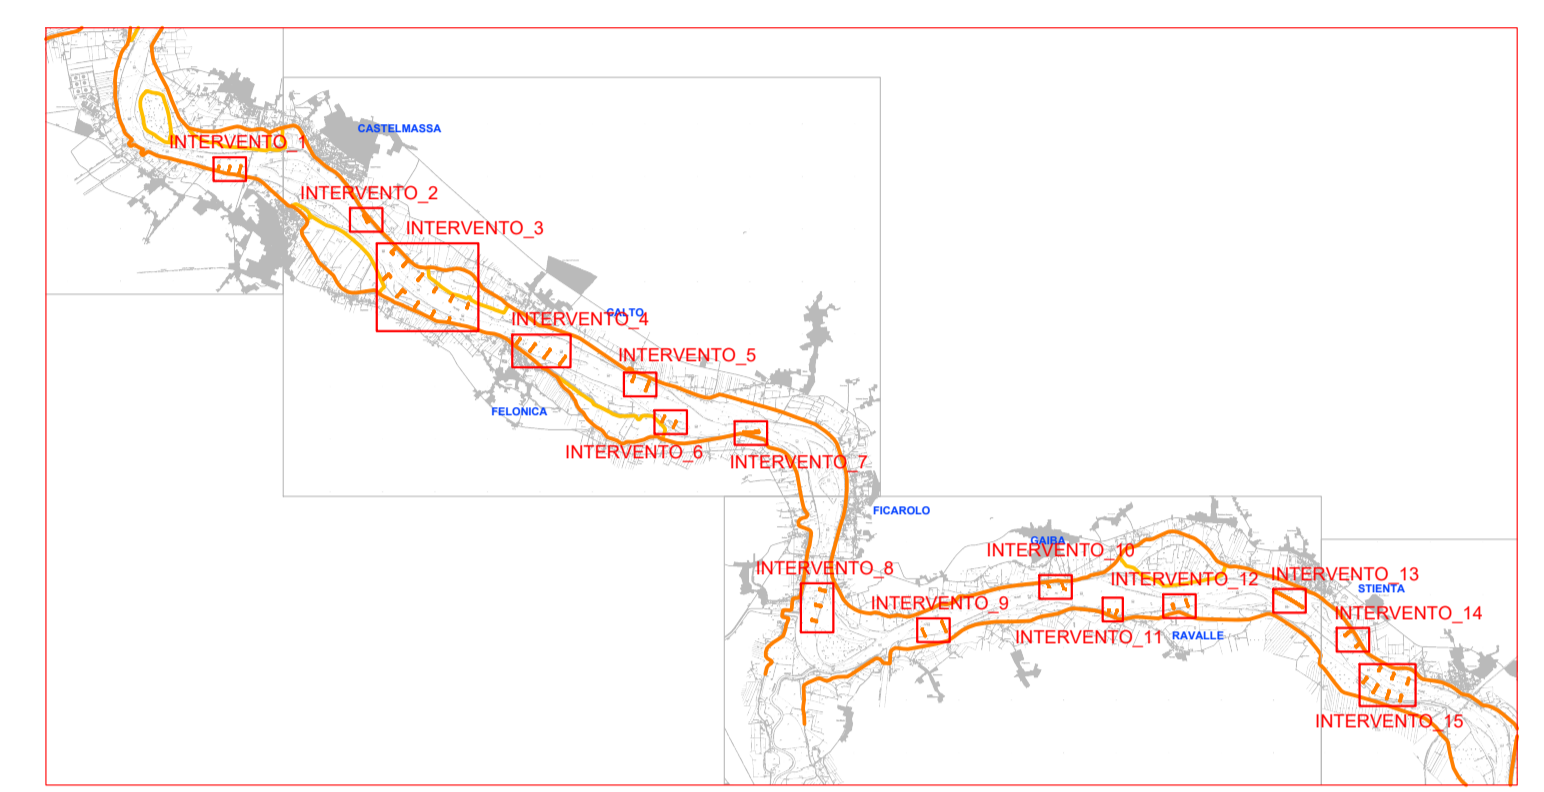 CASTELMASSA
INTERVENTO_1
INTERVENTO_2
INTERVENTO_3
CALTO
INTERVENTO_4
INTERVENTO_5
FELONICA
INTERVENTO_6
INTERVENTO_7
FICAROLO
GAIBA
INTERVENTO_10
INTERVENTO_8
INTERVENTO_12
INTERVENTO_13
STIENTA
INTERVENTO_9
INTERVENTO_14
INTERVENTO_11
RAVALLE
INTERVENTO_15